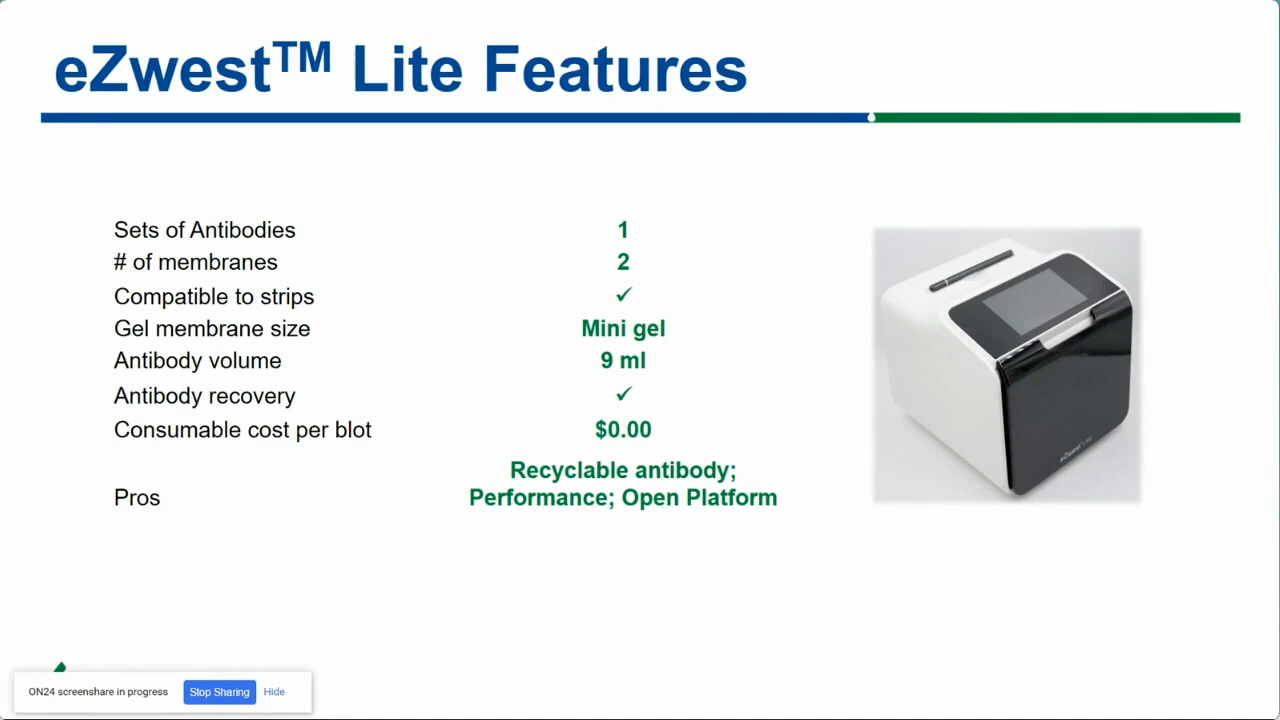 eZwest™ Lite Features
Sets of Antibodies 1
# of membranes 2
Compatible to strips ✓
Gel membrane size Mini gel
Antibody volume 9 ml
Antibody recovery ✓
Consumable cost per blot $0.00
Recyclable antibody;
Pros Performance; Open Platform
eZwest Lite
ON24 screenshare in progress Stop Sharing Hide